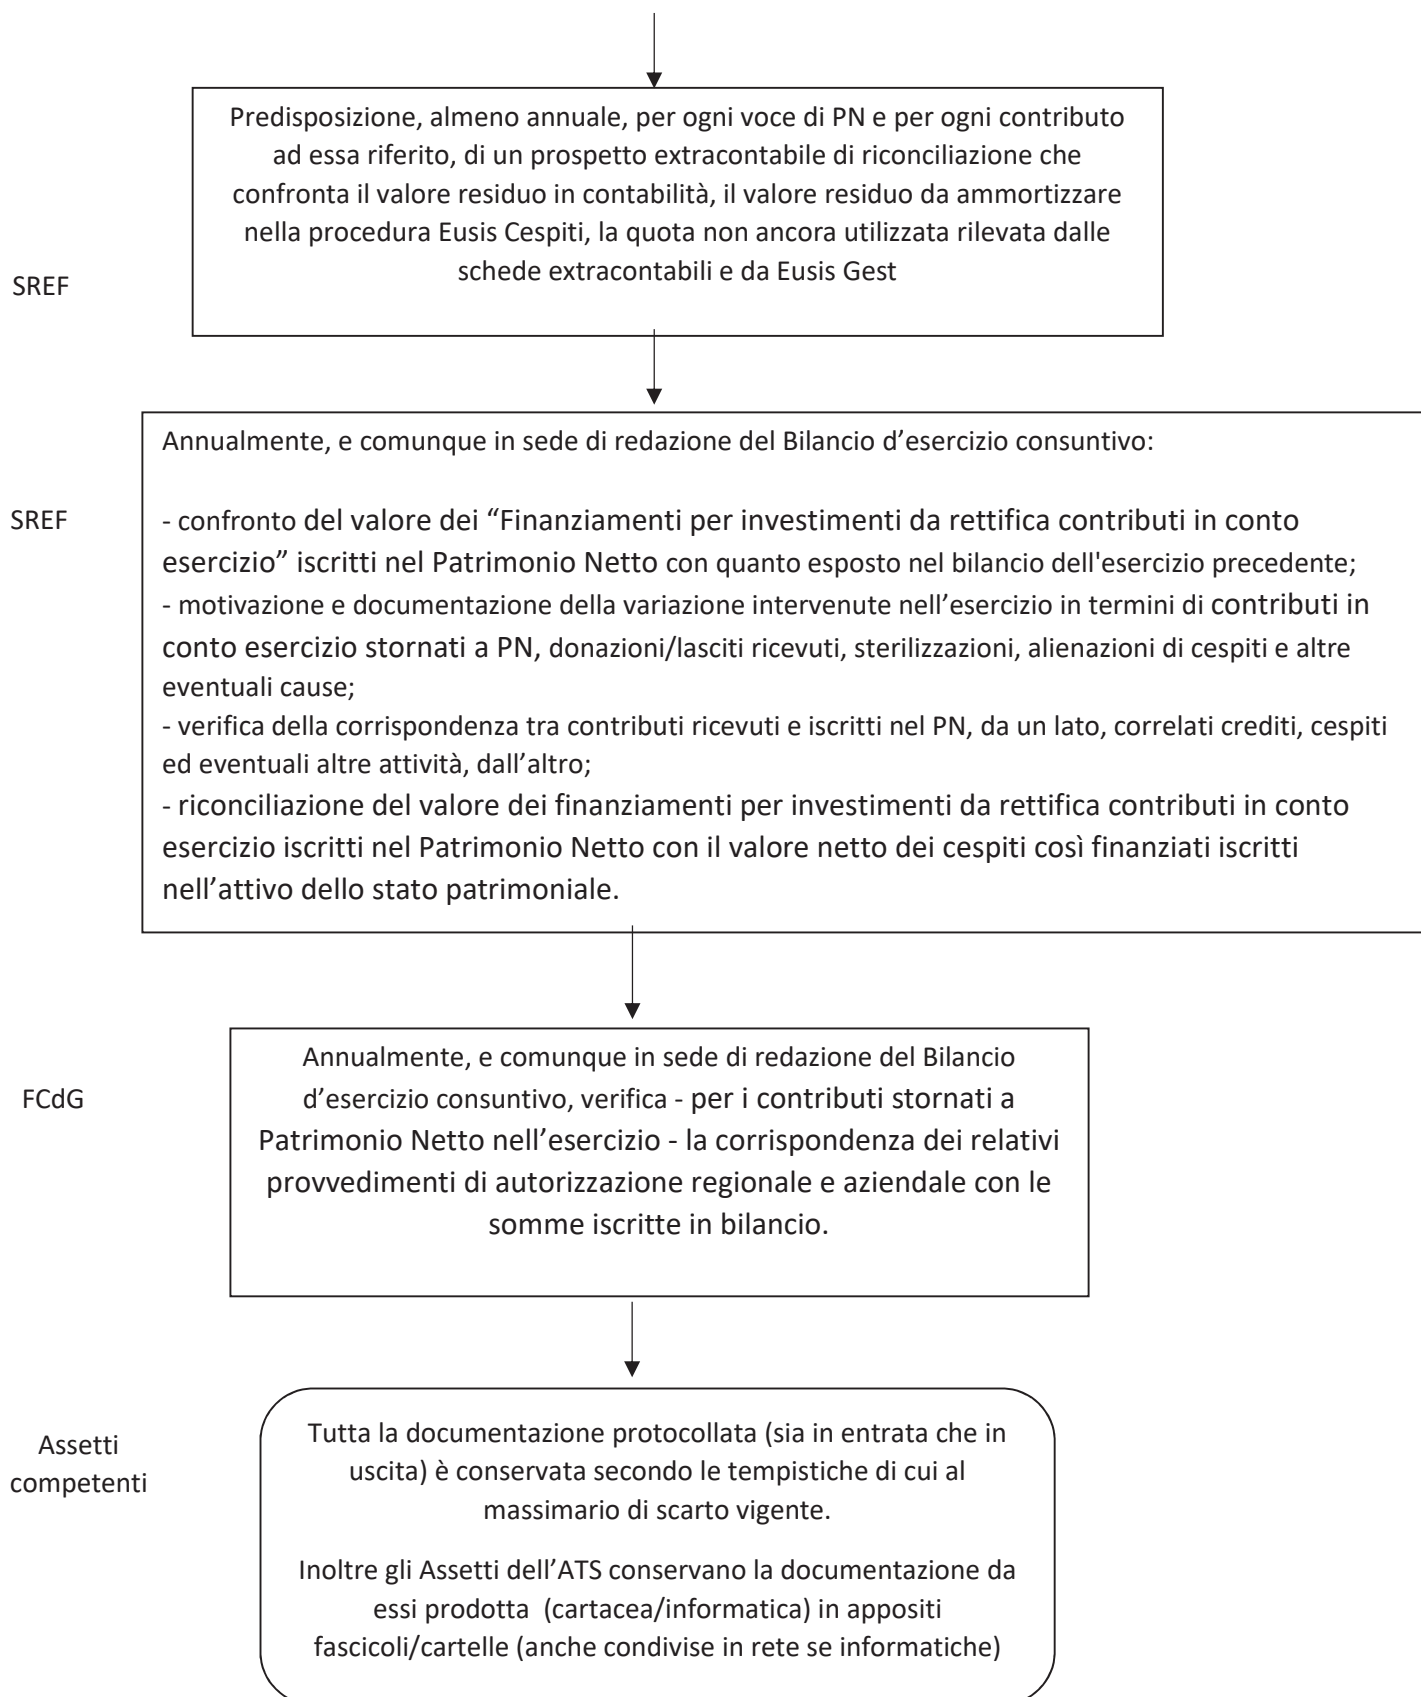 Predisposizione, almeno annuale, per ogni voce di PN e per ogni contributo
ad essa riferito, di un prospetto extracontabile di riconciliazione che
confronta il valore residuo in contabilità, il valore residuo da ammortizzare
nella procedura Eusis Cespiti, la quota non ancora utilizzata rilevata dalle
schede extracontabili e da Eusis Gest
SREF
Annualmente, e comunque in sede di redazione del Bilancio d’esercizio consuntivo:
SREF
- confronto del valore dei “Finanziamenti per investimenti da rettifica contributi in conto
esercizio” iscritti nel Patrimonio Netto con quanto esposto nel bilancio dell'esercizio precedente;
- motivazione e documentazione della variazione intervenute nell’esercizio in termini di contributi in
conto esercizio stornati a PN, donazioni/lasciti ricevuti, sterilizzazioni, alienazioni di cespiti e altre
eventuali cause;
- verifica della corrispondenza tra contributi ricevuti e iscritti nel PN, da un lato, correlati crediti, cespiti
ed eventuali altre attività, dall’altro;
- riconciliazione del valore dei finanziamenti per investimenti da rettifica contributi in conto
esercizio iscritti nel Patrimonio Netto con il valore netto dei cespiti così finanziati iscritti
nell’attivo dello stato patrimoniale.
FCdG
Annualmente, e comunque in sede di redazione del Bilancio
d’esercizio consuntivo, verifica - per i contributi stornati a
Patrimonio Netto nell’esercizio - la corrispondenza dei relativi
provvedimenti di autorizzazione regionale e aziendale con le
somme iscritte in bilancio.
Assetti
competenti
Tutta la documentazione protocollata (sia in entrata che in
uscita) è conservata secondo le tempistiche di cui al
massimario di scarto vigente.
Inoltre gli Assetti dell’ATS conservano la documentazione da
essi prodotta (cartacea/informatica) in appositi
fascicoli/cartelle (anche condivise in rete se informatiche)